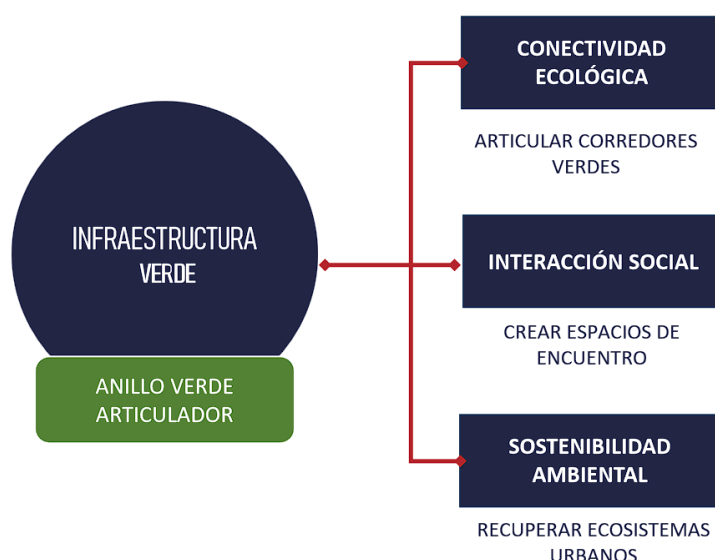 INFRAESTRUCTURA
VERDE
ANILLO VERDE
ARTICULADOR
CONECTIVIDAD
ECOLÓGICA
ARTICULAR CORREDORES
VERDES
INTERACCIÓN SOCIAL
CREAR ESPACIOS DE
ENCUENTRO
SOSTENIBILIDAD
AMBIENTAL
RECUPERAR ECOSISTEMAS
URBANOS